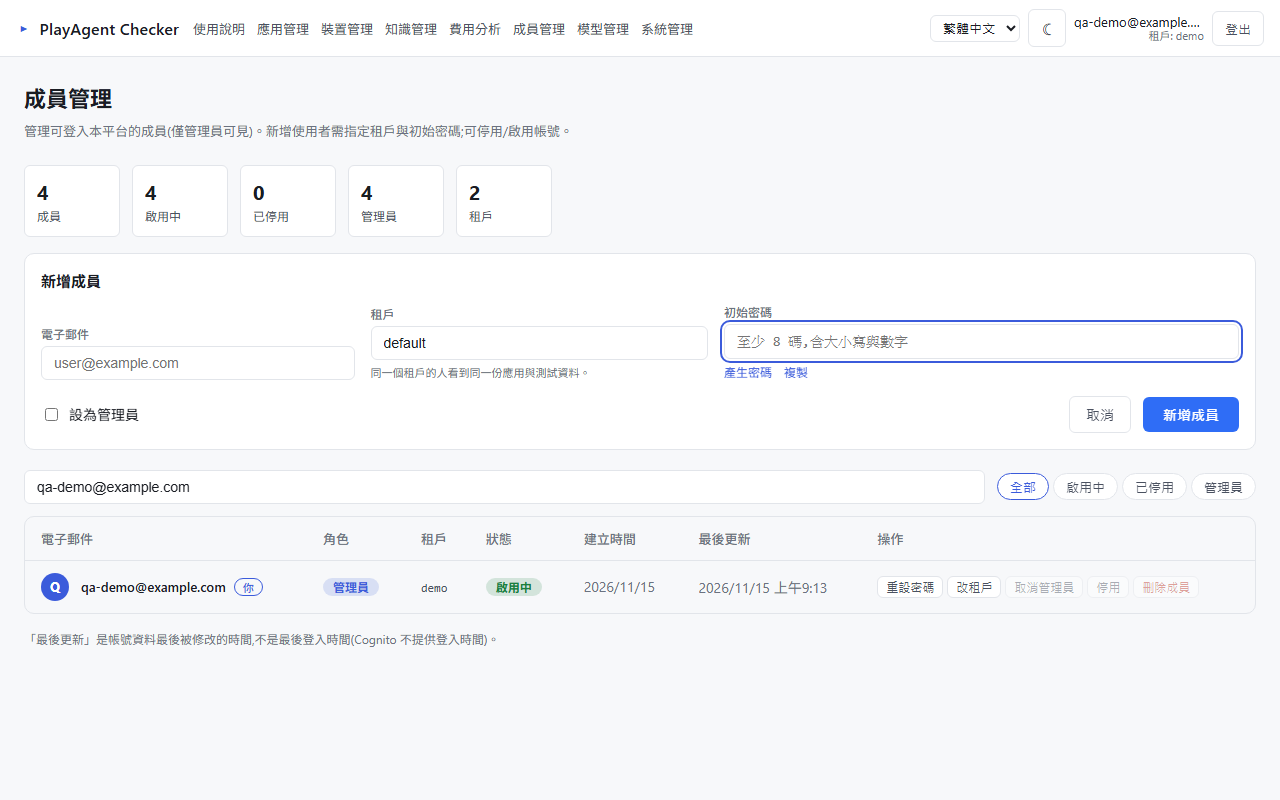 PlayAgent Checker 使用說明 應用管理 裝置管理 知識管理 費用分析 成員管理 模型管理 系統管理 繁體中文 qa-demo@example.... 登出
租戶: demo
成員管理
管理可登入本平台的成員(僅管理員可見)。新增使用者需指定租戶與初始密碼;可停用/啟用帳號。
4 4 0 4 2
成員 啟用中 已停用 管理員 租戶
新增成員
電子郵件 租戶 初始密碼
user@example.com default 至少 8 碼,含大小寫與數字
同一個租戶的人看到同一份應用與測試資料。 產生密碼 複製
設為管理員 取消 新增成員
qa-demo@example.com 全部 啟用中 已停用 管理員
電子郵件 角色 租戶 狀態 建立時間 最後更新 操作
Q qa-demo@example.com 你 管理員 demo 啟用中 2026/11/15 2026/11/15 上午9:13 重設密碼 改租戶 取消管理員 停用 刪除成員
「最後更新」是帳號資料最後被修改的時間,不是最後登入時間(Cognito 不提供登入時間)。